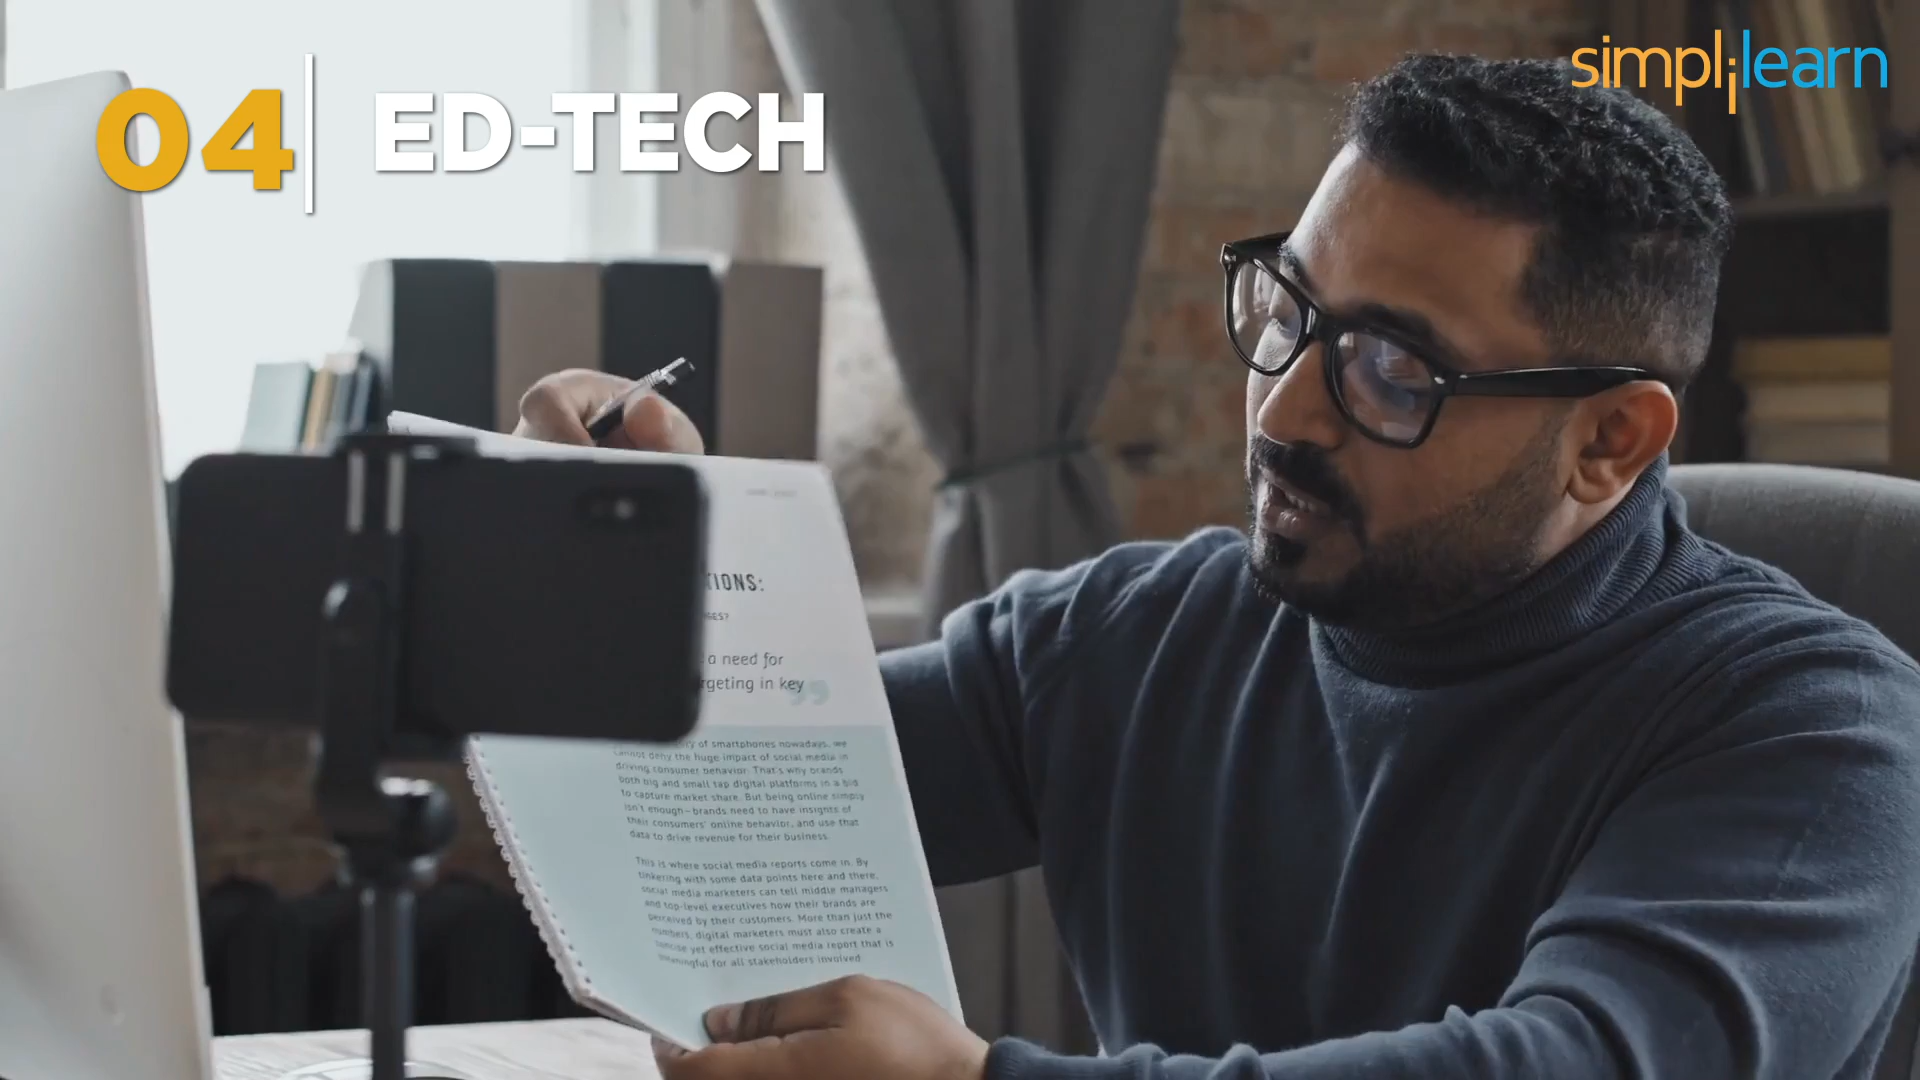 04 ED-TECH
simplilearn
TIONS:
a need for
rgeting in key
of smartphones nowadays, we
cannot deny the huge impact of social media in
driving consumer behavior. That's why brands
both big and small tap digital platforms in a bid
to capture market share. But being online simply
isn't enough—brands need to have insights of
their consumers' online behavior, and use that
data to drive revenue for their business.
This is where social media reports come in. By
tinkering with some data points here and there,
social media marketers can tell middle managers
and top-level executives how their brands are
perceived by their customers. More than just the
numbers, digital marketers must also create a
concise yet effective social media report that is
meaningful for all stakeholders involved